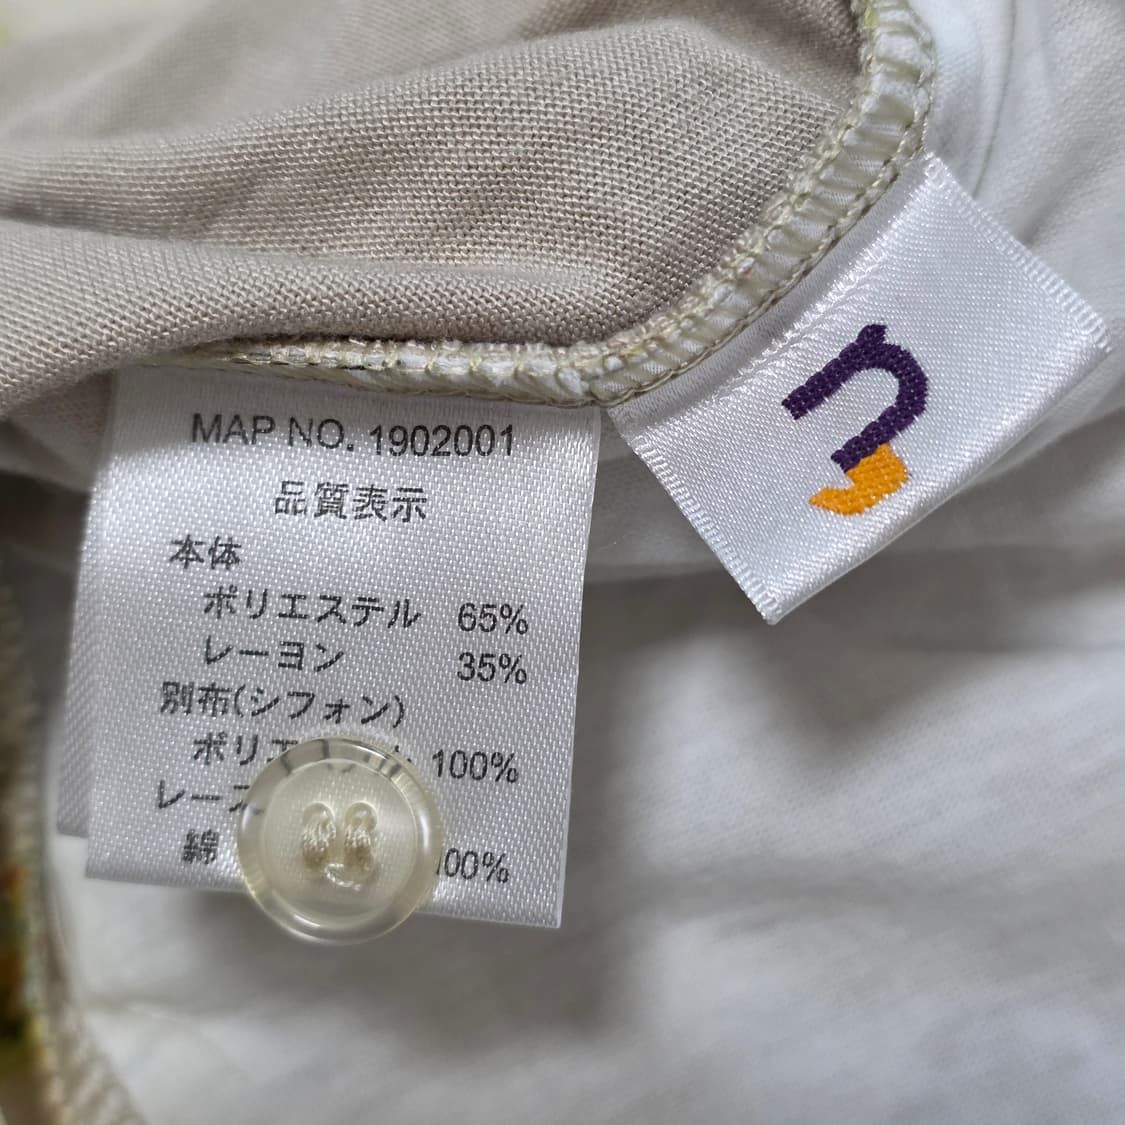 MAP NO. 1902001
品質表示
本体
ポリエステル 65%
レーヨン 35%
別布(シフォン)
100%
綿 100%